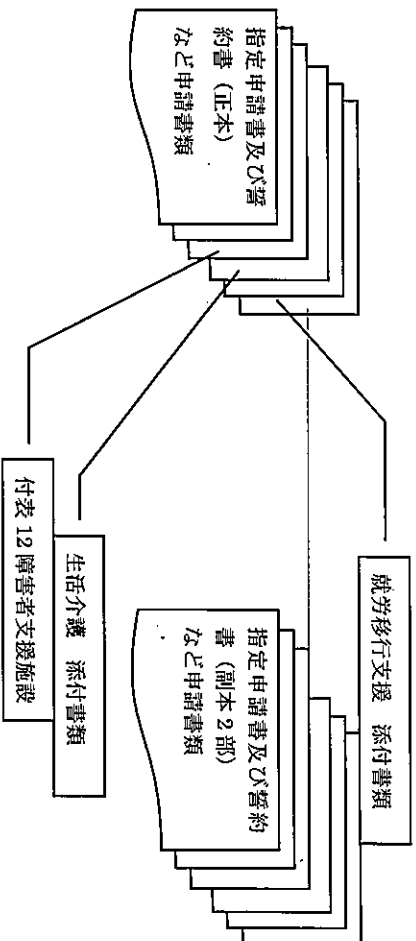 指定申請書及び誓
約書（正本）
など申請書類
指定申請書及び誓約
書（副本２部）
など申請書類
就労移行支援　添付書類
生活介護　添付書類
付表 12 障害者支援施設